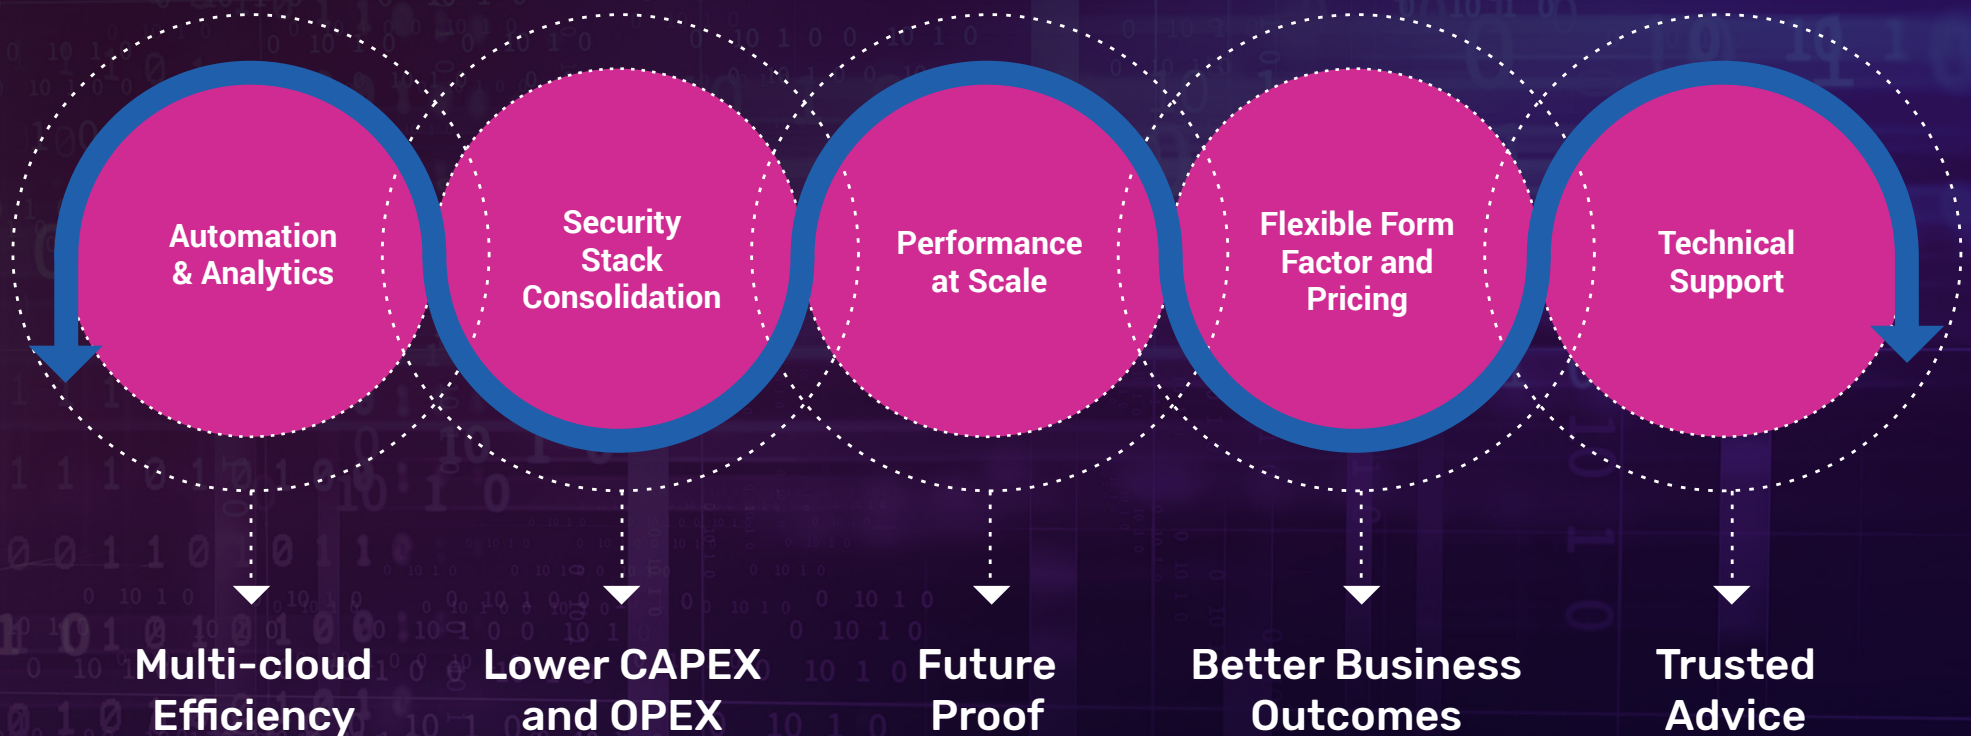 Automation
& Analytics
Security
Stack
Consolidation
Performance
at Scale
Flexible Form
Factor and
Pricing
Technical
Support
Multi-cloud
Efficiency
Lower CAPEX
and OPEX
Future
Proof
Better Business
Outcomes
Trusted
Advice